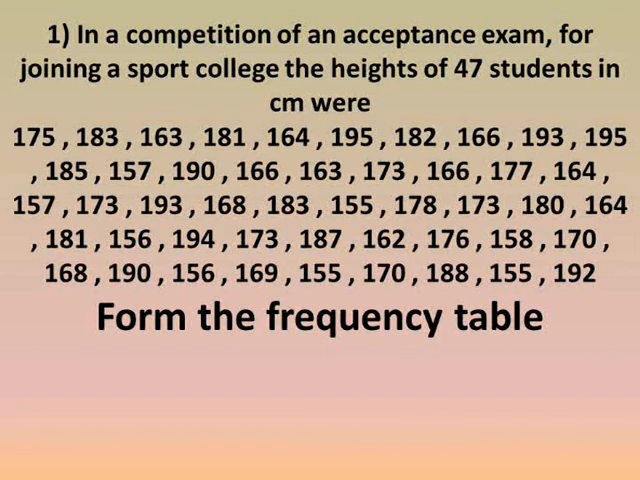 1) In a competition of an acceptance exam, for
joining a sport college the heights of 47 students in
cm were
175 , 183 , 163 , 181 , 164 , 195 , 182 , 166 , 193 , 195
, 185 , 157 , 190 , 166 , 163 , 173 , 166 , 177 , 164 ,
157 , 173 , 193 , 168 , 183 , 155 , 178 , 173 , 180 , 164
, 181 , 156 , 194 , 173 , 187 , 162 , 176 , 158 , 170 ,
168 , 190 , 156 , 169 , 155 , 170 , 188 , 155 , 192
Form the frequency table